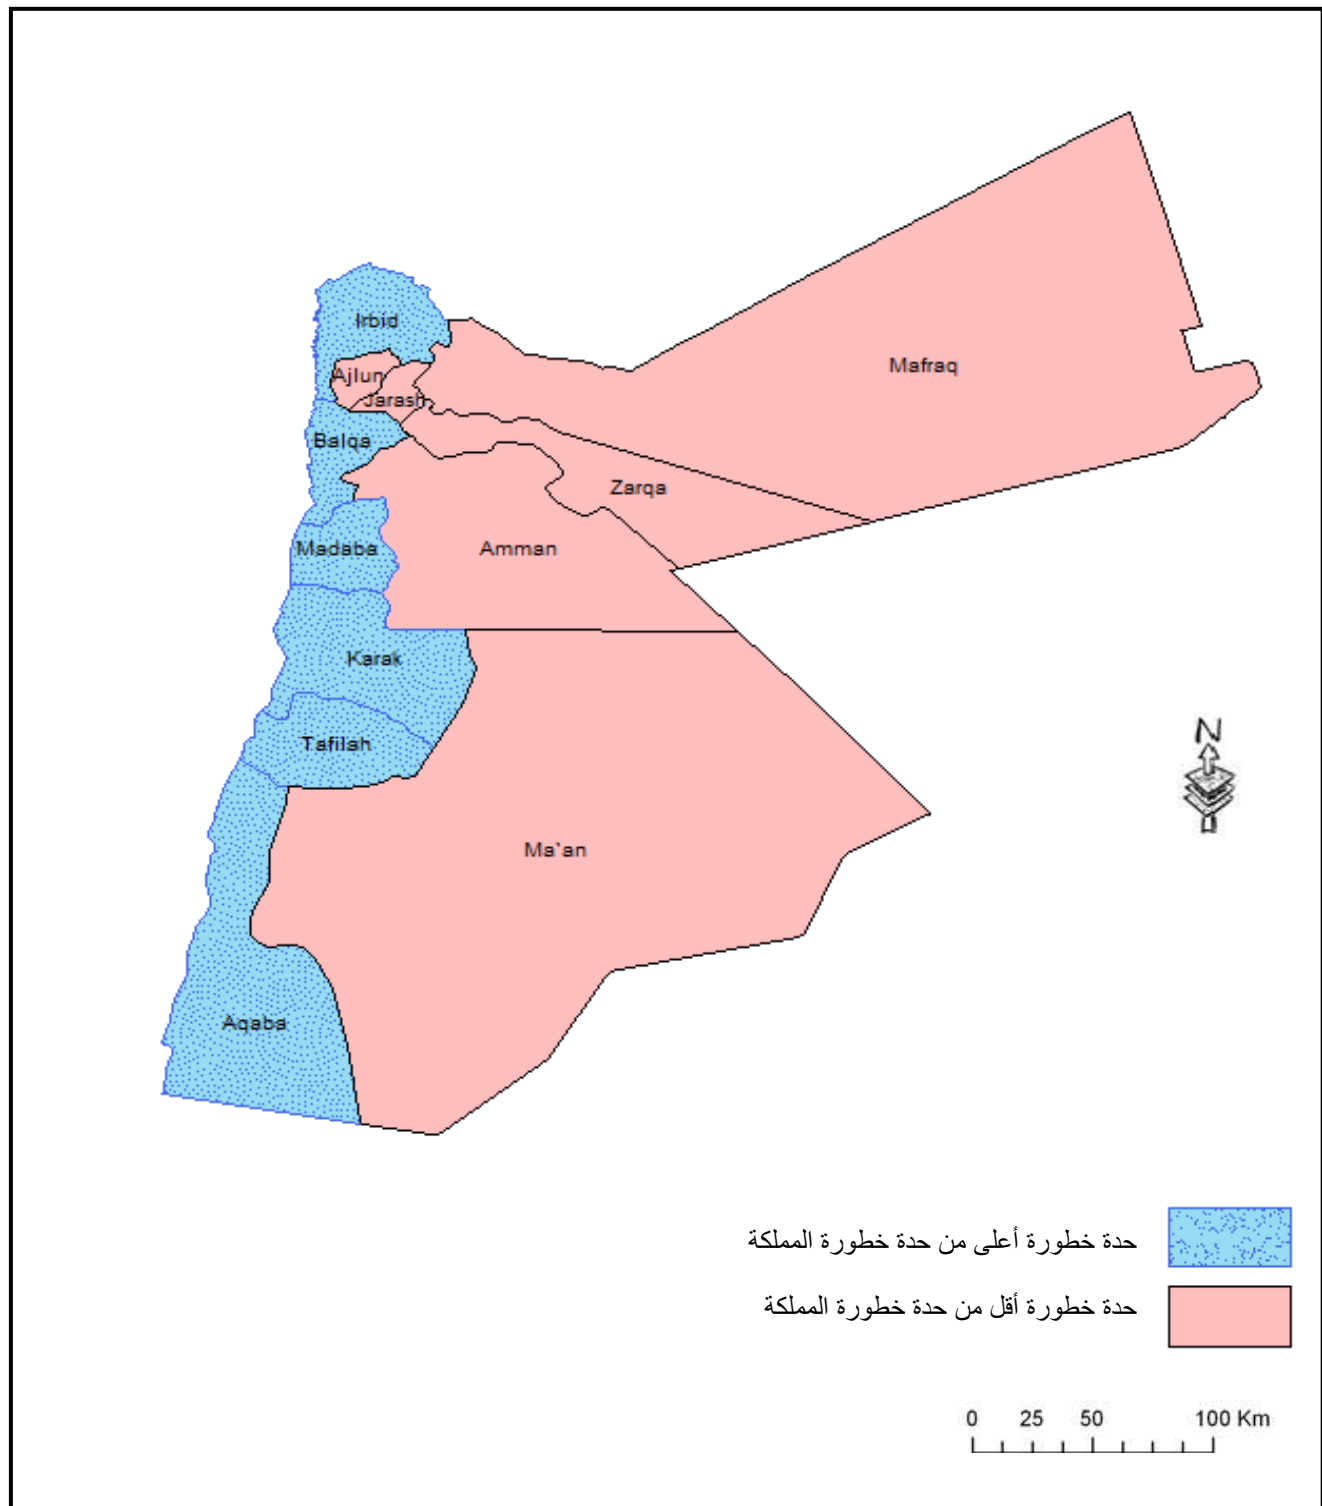 Irbid
Mafraq
Ajlun
Jarash
Balqa
Zarqa
Madaba
Amman
Karak
Tafilah
N
Ma`an
Aqaba
حدة خطورة أعلى من حدة خطورة المملكة
حدة خطورة أقل من حدة خطورة المملكة
0 25 50 100 Km